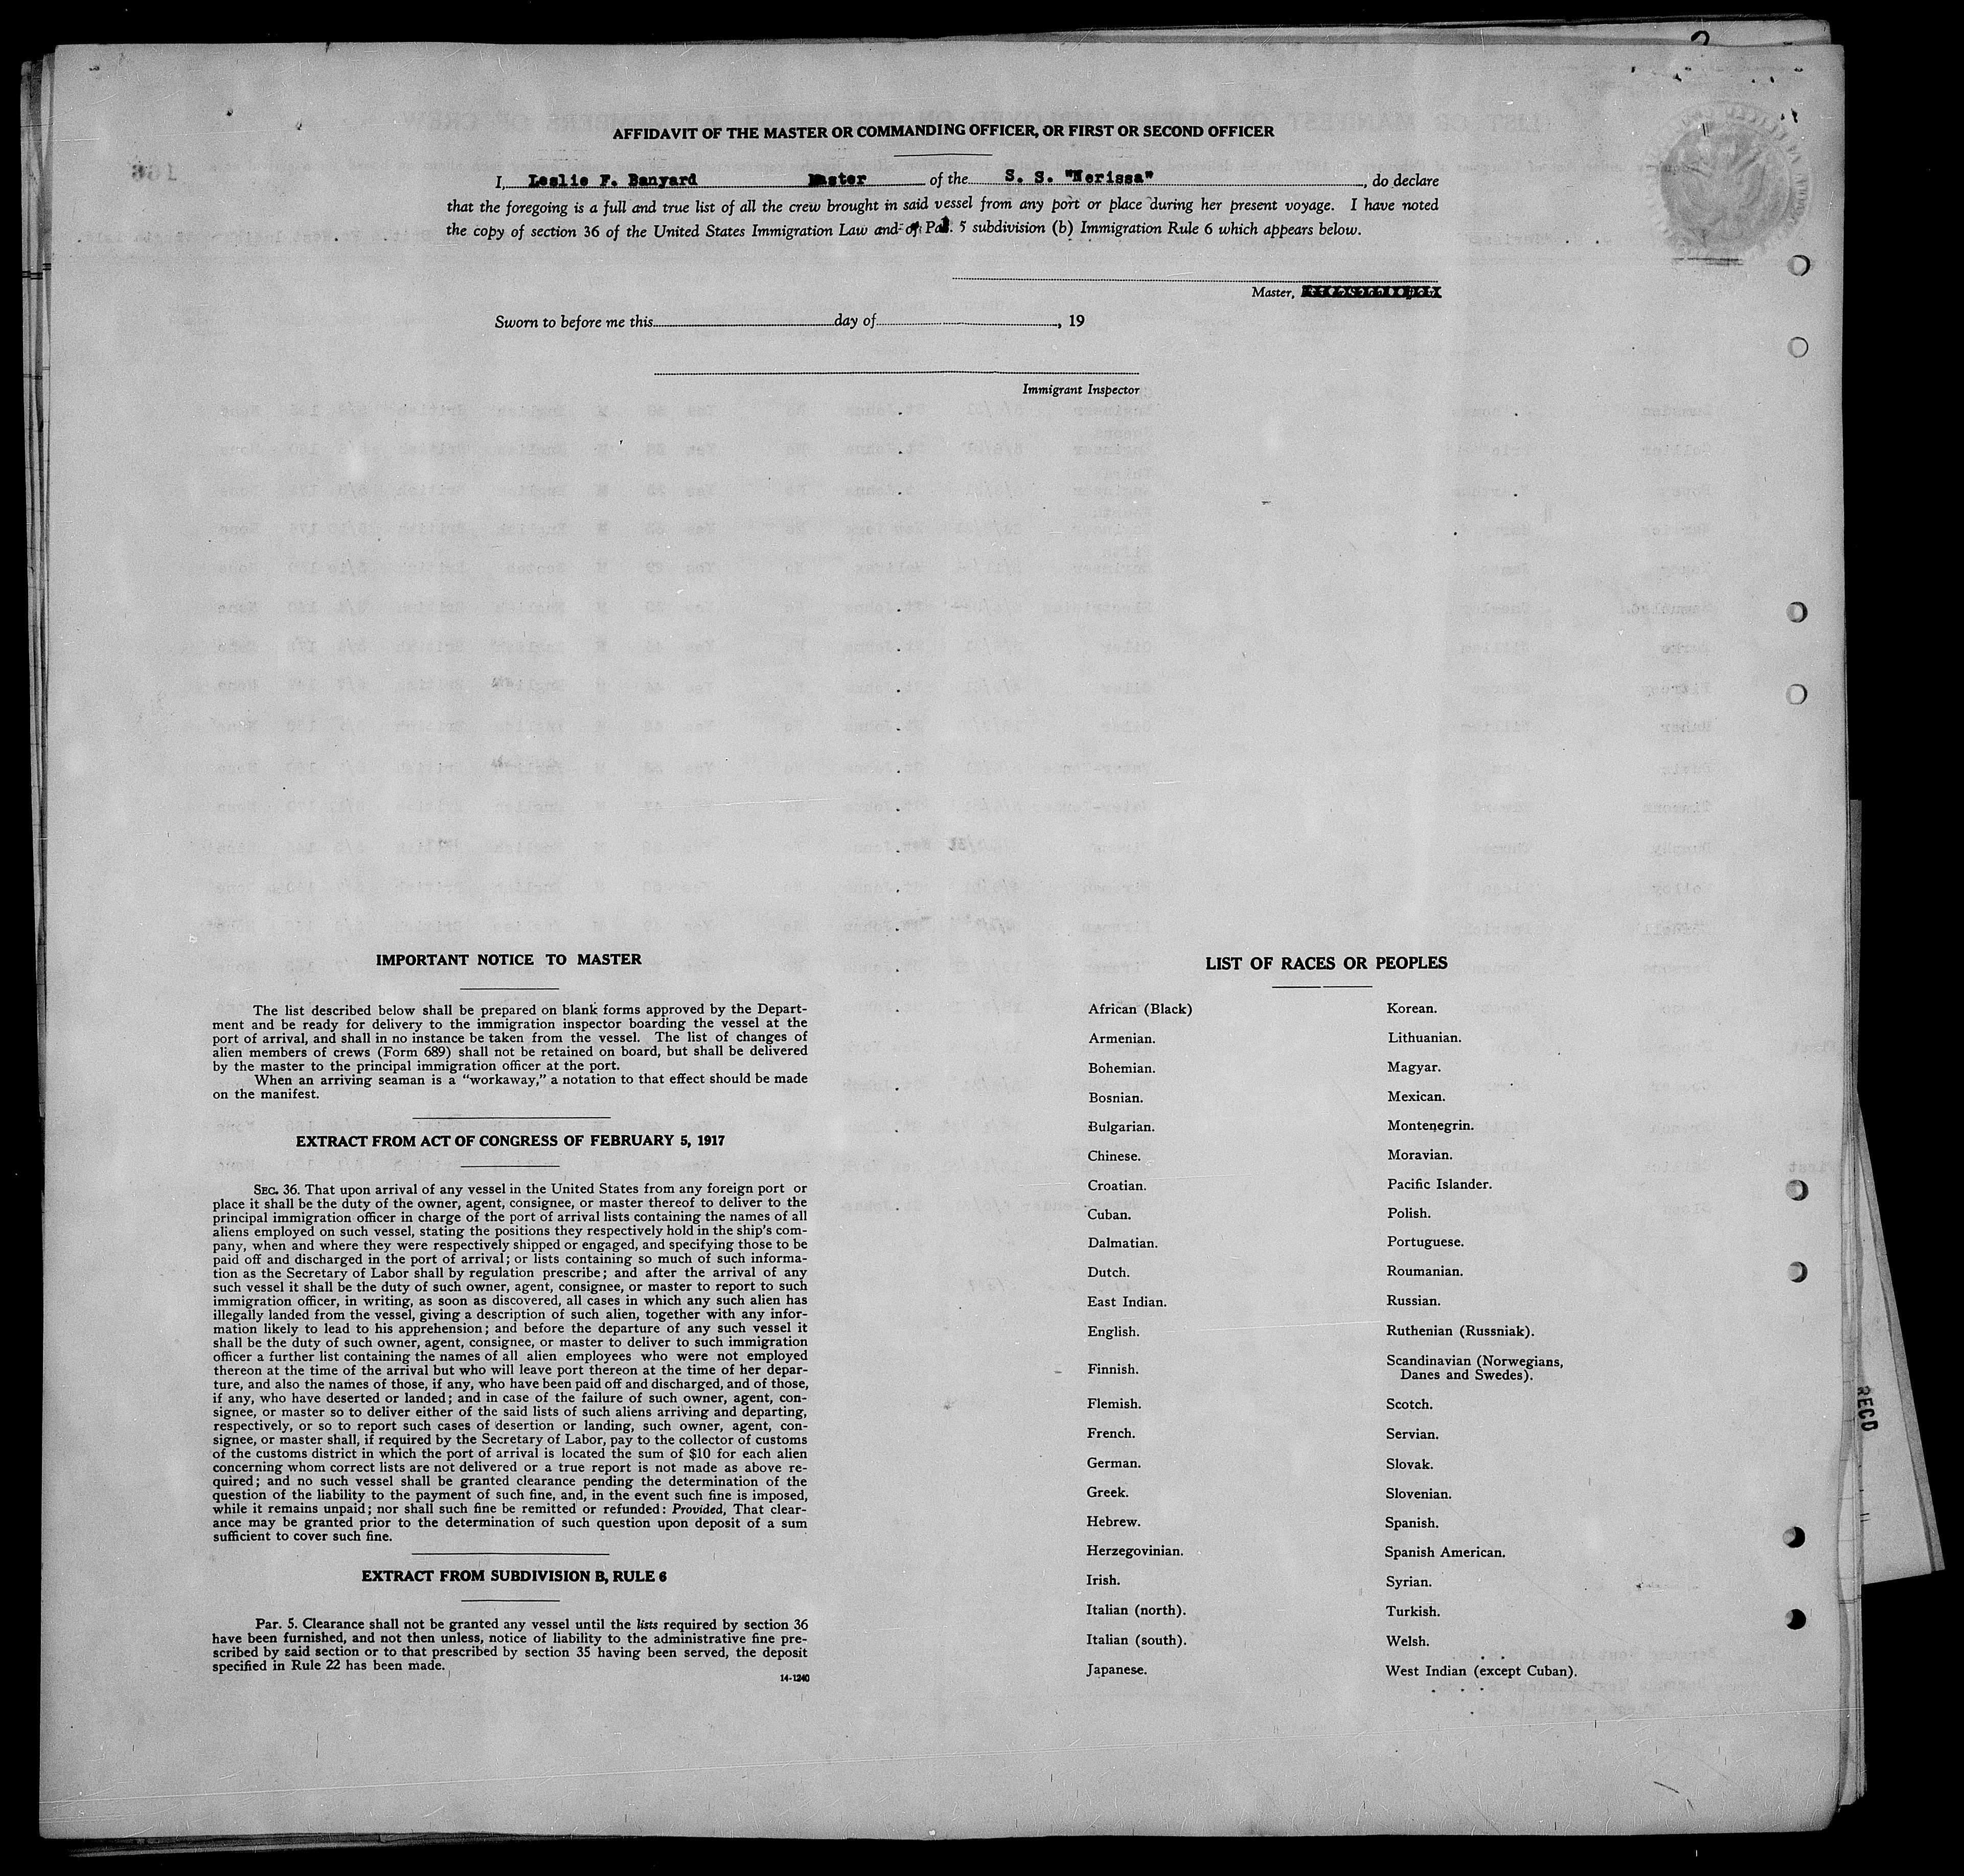 AFFIDAVIT OF THE MASTER OR COMMANDING OFFICER, OR FIRST OR SECOND OFFICER
I, Leslie F. Banyard Master of the S. S. "Nerissa", do declare
that the foregoing is a full and true list of all the crew brought in said vessel from any port or place during her present voyage. I have noted
the copy of section 36 of the United States Immigration Law and of Par. 5 subdivision (b) Immigration Rule 6 which appears below.
Master,
Sworn to before me this day of , 19
Immigrant Inspector
IMPORTANT NOTICE TO MASTER
The list described below shall be prepared on blank forms approved by the Depart-
ment and be ready for delivery to the immigration inspector boarding the vessel at the
port of arrival, and shall in no instance be taken from the vessel. The list of changes of
alien members of crews (Form 689) shall not be retained on board, but shall be delivered
by the master to the principal immigration officer at the port.
When an arriving seaman is a "workaway," a notation to that effect should be made
on the manifest.
EXTRACT FROM ACT OF CONGRESS OF FEBRUARY 5, 1917
SEC. 36. That upon arrival of any vessel in the United States from any foreign port or
place it shall be the duty of the owner, agent, consignee, or master thereof to deliver to the
principal immigration officer in charge of the port of arrival lists containing the names of all
aliens employed on such vessel, stating the positions they respectively hold in the ship's com-
pany, when and where they were respectively shipped or engaged, and specifying those to be
paid off and discharged in the port of arrival; or lists containing so much of such informa-
tion as the Secretary of Labor shall by regulation prescribe; and after the arrival of any
such vessel it shall be the duty of such owner, agent, consignee, or master to report to such
immigration officer, in writing, as soon as discovered, all cases in which any such alien has
illegally landed from the vessel, giving a description of such alien, together with any infor-
mation likely to lead to his apprehension; and before the departure of any such vessel it
shall be the duty of such owner, agent, consignee, or master to deliver to such immigration
officer a further list containing the names of all alien employees who were not employed
thereon at the time of the arrival but who will leave port thereon at the time of her depar-
ture, and also the names of those, if any, who have been paid off and discharged, and of those,
if any, who have deserted or landed; and in case of the failure of such owner, agent, con-
signee, or master so to deliver either of the said lists of such aliens arriving and departing,
respectively, or so to report such cases of desertion or landing, such owner, agent, con-
signee, or master shall, if required by the Secretary of Labor, pay to the collector of customs
of the customs district in which the port of arrival is located the sum of $10 for each alien
concerning whom correct lists are not delivered or a true report is not made as above re-
quired; and no such vessel shall be granted clearance pending the determination of the
question of the liability to the payment of such fine, and, in the event such fine is imposed,
while it remains unpaid; nor shall such fine be remitted or refunded: Provided, That clear-
ance may be granted prior to the determination of such question upon deposit of a sum
sufficient to cover such fine.
EXTRACT FROM SUBDIVISION B, RULE 6
Par. 5. Clearance shall not be granted any vessel until the lists required by section 36
have been furnished, and not then unless, notice of liability to the administrative fine pre-
scribed by said section or to that prescribed by section 35 having been served, the deposit
specified in Rule 22 has been made.
14-1240
LIST OF RACES OR PEOPLES
African (Black)
Armenian.
Bohemian.
Bosnian.
Bulgarian.
Chinese.
Croatian.
Cuban.
Dalmatian.
Dutch.
East Indian.
English.
Finnish.
Flemish.
French.
German.
Greek.
Hebrew.
Herzegovinian.
Irish.
Italian (north).
Italian (south).
Japanese.
Korean.
Lithuanian.
Magyar.
Mexican.
Montenegrin.
Moravian.
Pacific Islander.
Polish.
Portuguese.
Roumanian.
Russian.
Ruthenian (Russniak).
Scandinavian (Norwegians,
Danes and Swedes).
Scotch.
Servian.
Slovak.
Slovenian.
Spanish.
Spanish American.
Syrian.
Turkish.
Welsh.
West Indian (except Cuban).
RECD